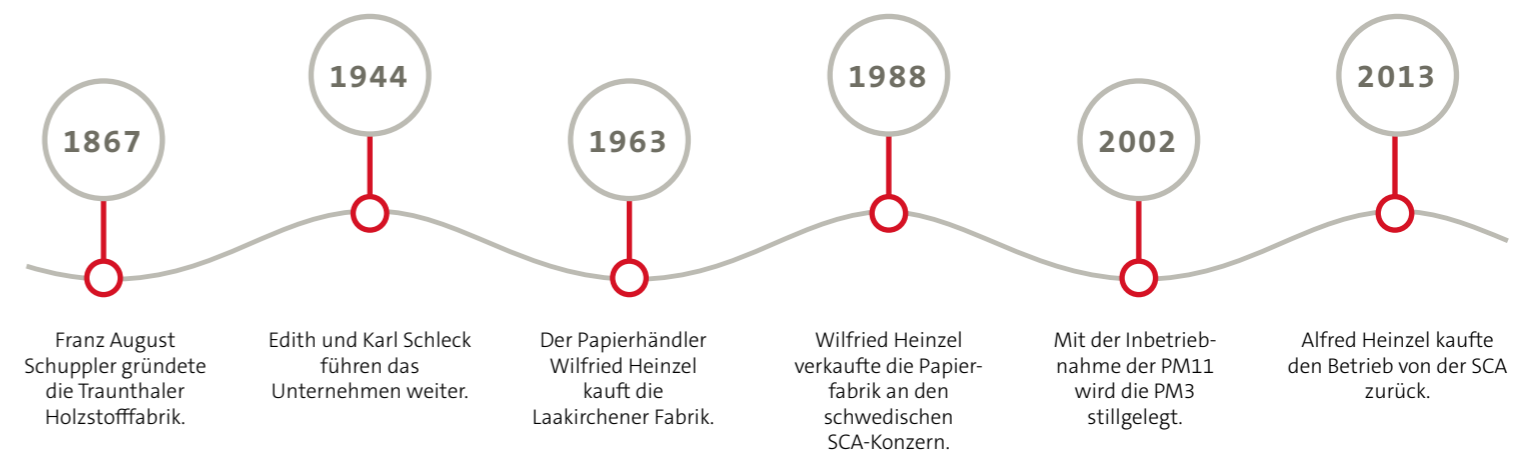 1867
Franz August
Schuppler gründete
die Traunthaler
Holzstofffabrik.
1944
Edith und Karl Schleck
führen das
Unternehmen weiter.
1963
Der Papierhändler
Wilfried Heinzel
kauft die
Laakirchener Fabrik.
1988
Wilfried Heinzel
verkaufte die Papier-
fabrik an den
schwedischen
SCA-Konzern.
2002
Mit der Inbetrieb-
nahme der PM11
wird die PM3
stillgelegt.
2013
Alfred Heinzel kaufte
den Betrieb von der SCA
zurück.